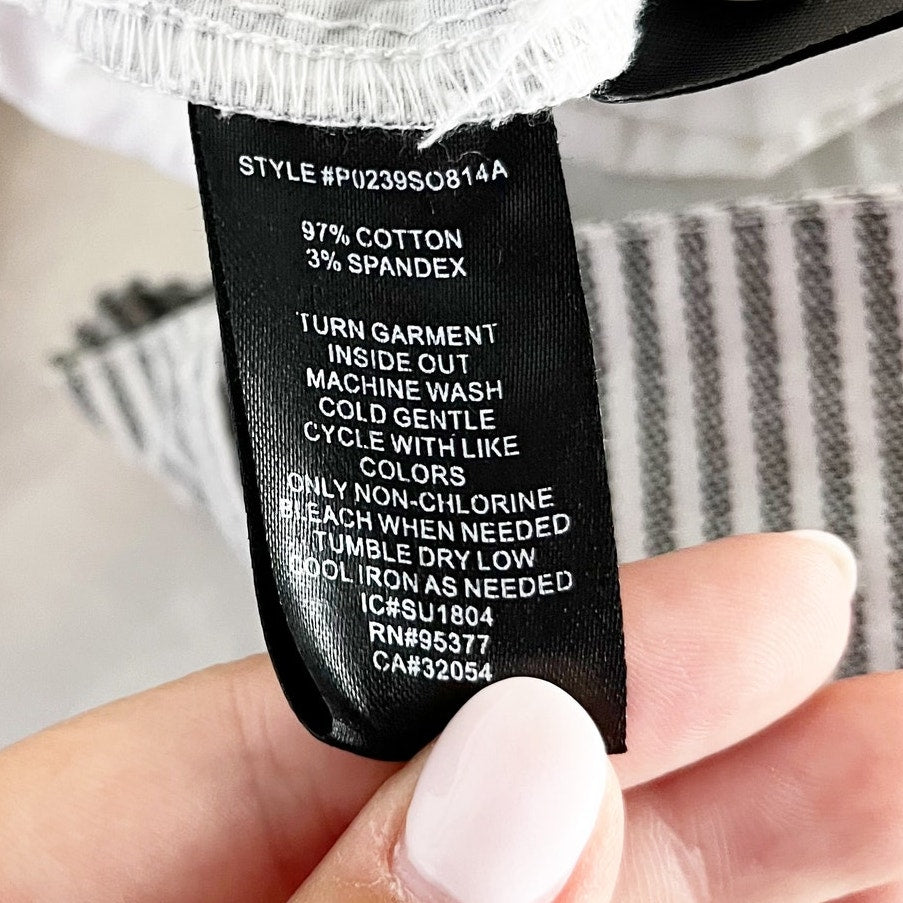 STYLE #P0239SO814A
97% COTTON
3% SPANDEX
TURN GARMENT
INSIDE OUT
MACHINE WASH
COLD GENTLE
CYCLE WITH LIKE
COLORS
ONLY NON-CHLORINE
BLEACH WHEN NEEDED
TUMBLE DRY LOW
COOL IRON AS NEEDED
IC#SU1804
RN#95377
CA#32054